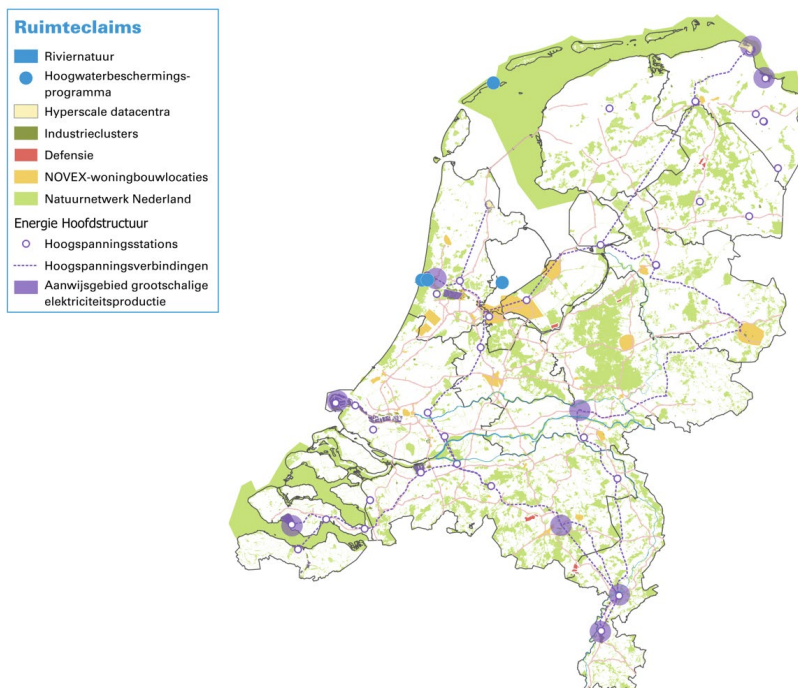 Ruimteclaims
Riviernatuur
Hoogwaterbeschermings-
programma
Hyperscale datacentra
Industrieclusters
Defensie
NOVEX-woningbouwlocaties
Natuurnetwerk Nederland
Energie Hoofdstructuur
Hoogspanningsstations
Hoogspanningsverbindingen
Aanwijsgebied grootschalige
elektriciteitsproductie